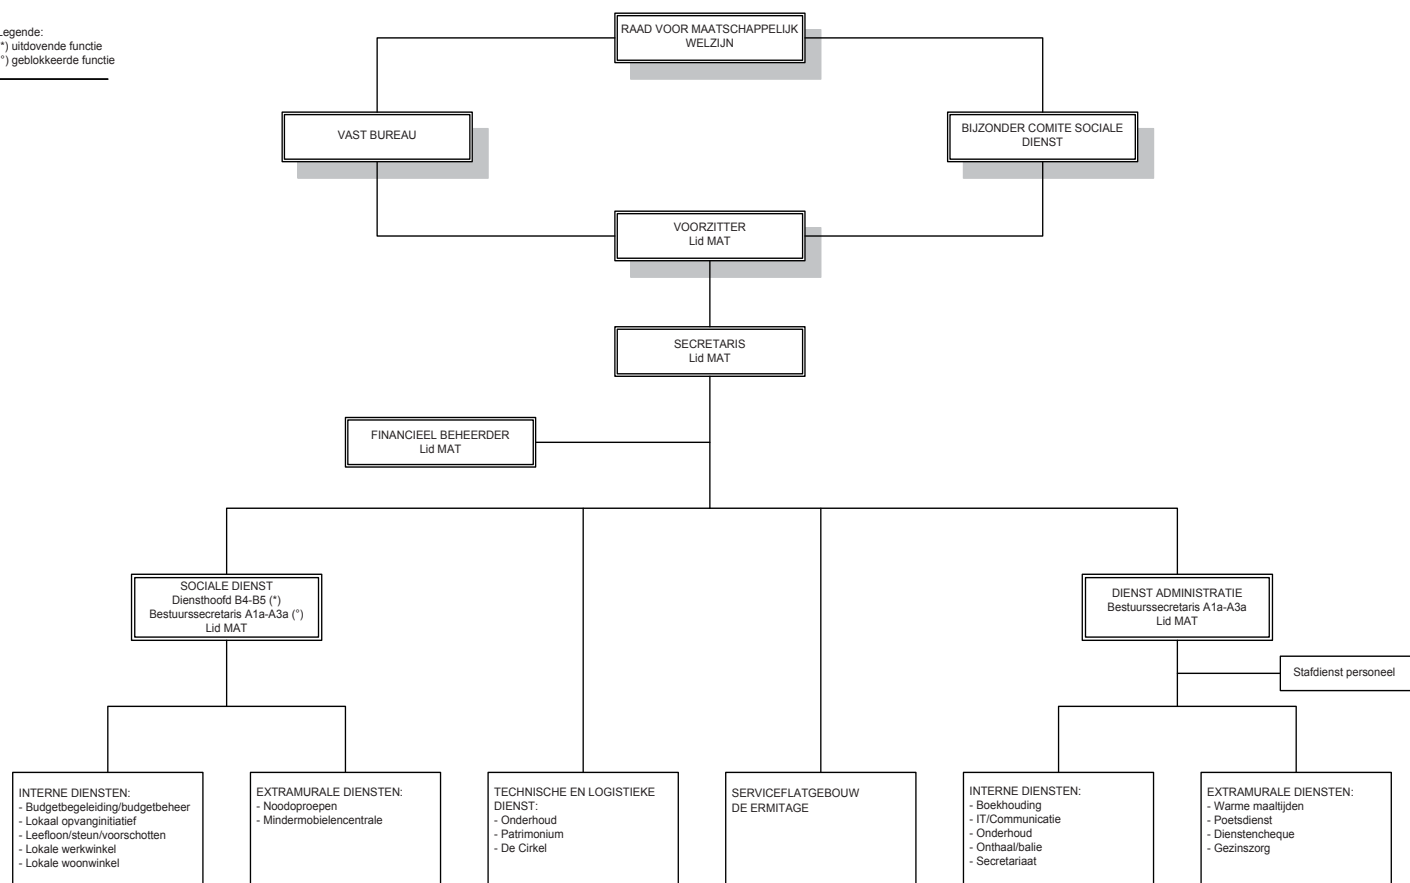 Legende:
*) uitdovende functie
°) geblokkeerde functie
RAAD VOOR MAATSCHAPPELIJK
WELZIJN
VAST BUREAU
BIJZONDER COMITE SOCIALE
DIENST
VOORZITTER
Lid MAT
SECRETARIS
Lid MAT
FINANCIEEL BEHEERDER
Lid MAT
SOCIALE DIENST
Diensthoofd B4-B5 (*)
Bestuurssecretaris A1a-A3a (°)
Lid MAT
DIENST ADMINISTRATIE
Bestuurssecretaris A1a-A3a
Lid MAT
Stafdienst personeel
INTERNE DIENSTEN:
- Budgetbegeleiding/budgetbeheer
- Lokaal opvanginitiatief
- Leefloon/steun/voorschotten
- Lokale werkwinkel
- Lokale woonwinkel
EXTRAMURALE DIENSTEN:
- Noodoproepen
- Mindermobielencentrale
TECHNISCHE EN LOGISTIEKE
DIENST:
- Onderhoud
- Patrimonium
- De Cirkel
SERVICEFLATGEBOUW
DE ERMITAGE
INTERNE DIENSTEN:
- Boekhouding
- IT/Communicatie
- Onderhoud
- Onthaal/balie
- Secretariaat
EXTRAMURALE DIENSTEN:
- Warme maaltijden
- Poetsdienst
- Dienstencheque
- Gezinszorg